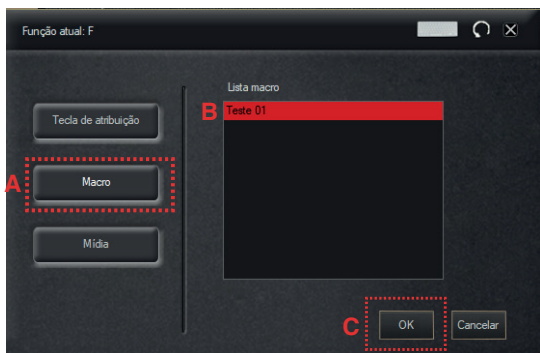 Função atual: F
Lista macro
Tecla de atribuição
B
Teste 01
A
Macro
Mídia
C
OK
Cancelar